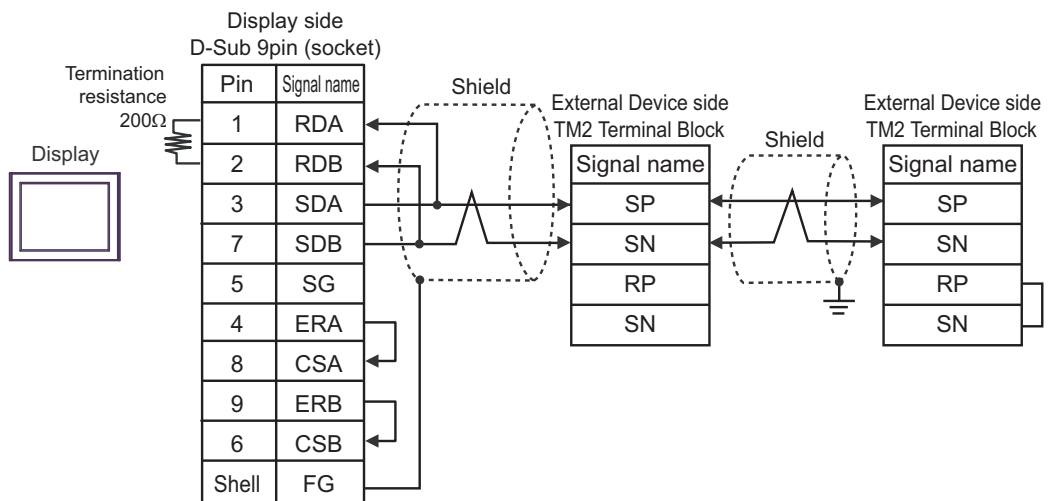 Display side
D-Sub 9pin (socket)
Termination
resistance
200Ω
Display
Pin Signal name
1 RDA
2 RDB
3 SDA
7 SDB
5 SG
4 ERA
8 CSA
9 ERB
6 CSB
Shell FG
Shield
External Device side
TM2 Terminal Block
Signal name
SP
SN
RP
SN
Shield
External Device side
TM2 Terminal Block
Signal name
SP
SN
RP
SN